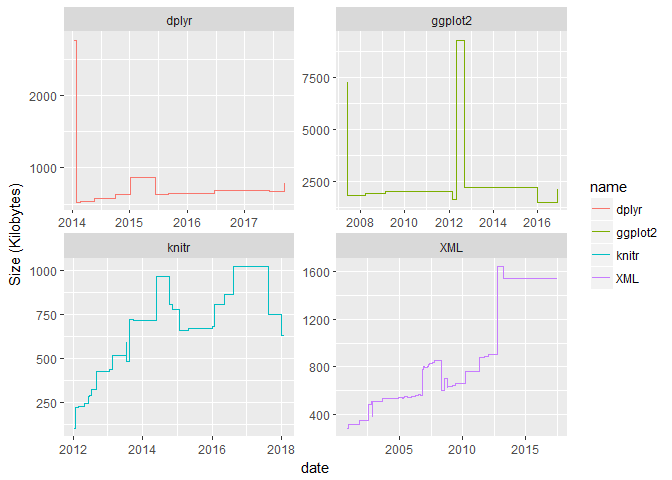 dplyr
ggplot2
2000
1000
7500
5000
2500
2014 2015 2016 2017
2008 2010 2012 2014 2016
Size (Kilobytes)
knitr
XML
1000
750
500
250
1600
1200
800
400
2012 2014 2016 2018
2005 2010 2015
date
name
dplyr
ggplot2
knitr
XML